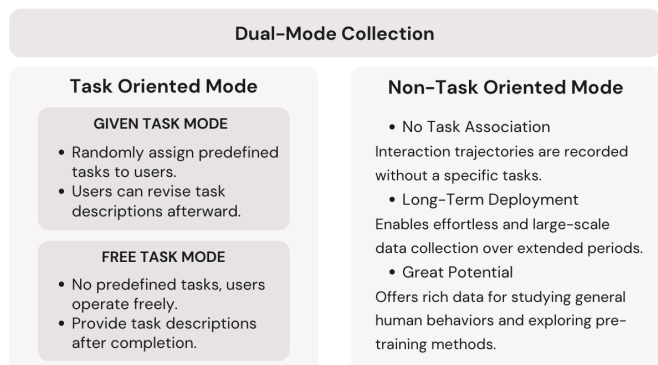 Dual-Mode Collection
Task Oriented Mode
GIVEN TASK MODE
• Randomly assign predefined
tasks to users.
• Users can revise task
descriptions afterward.
FREE TASK MODE
• No predefined tasks, users
operate freely.
• Provide task descriptions
after completion.
Non-Task Oriented Mode
• No Task Association
Interaction trajectories are recorded
without a specific tasks.
• Long-Term Deployment
Enables effortless and large-scale
data collection over extended periods.
• Great Potential
Offers rich data for studying general
human behaviors and exploring pre-
training methods.